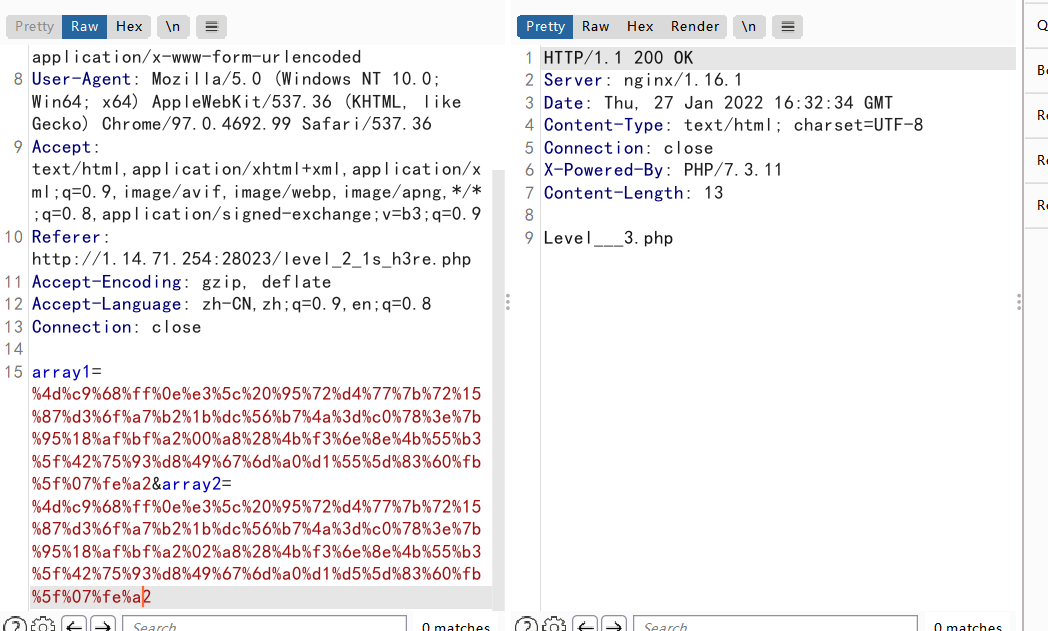 Pretty Raw Hex \n
application/x-www-form-urlencoded
8 User-Agent: Mozilla/5.0 (Windows NT 10.0;
Win64; x64) AppleWebKit/537.36 (KHTML, like
Gecko) Chrome/97.0.4692.99 Safari/537.36
9 Accept:
text/html,application/xhtml+xml,application/x
ml;q=0.9,image/avif,image/webp,image/apng,*/*
;q=0.8,application/signed-exchange;v=b3;q=0.9
10 Referer:
http://1.14.71.254:28023/level_2_1s_h3re.php
11 Accept-Encoding: gzip, deflate
12 Accept-Language: zh-CN,zh;q=0.9,en;q=0.8
13 Connection: close
14
15 array1=
%4d%c9%68%ff%0e%e3%5c%20%95%72%d4%77%7b%72%15
%87%d3%6f%a7%b2%1b%dc%56%b7%4a%3d%c0%78%3e%7b
%95%18%af%bf%a2%00%a8%28%4b%f3%6e%8e%4b%55%b3
%5f%42%75%93%d8%49%67%6d%a0%d1%55%5d%83%60%fb
%5f%07%fe%a2&array2=
%4d%c9%68%ff%0e%e3%5c%20%95%72%d4%77%7b%72%15
%87%d3%6f%a7%b2%1b%dc%56%b7%4a%3d%c0%78%3e%7b
%95%18%af%bf%a2%02%a8%28%4b%f3%6e%8e%4b%55%b3
%5f%42%75%93%d8%49%67%6d%a0%d1%d5%5d%83%60%fb
%5f%07%fe%a2
Search
0 matches
Pretty Raw Hex Render \n
1 HTTP/1.1 200 OK
2 Server: nginx/1.16.1
3 Date: Thu, 27 Jan 2022 16:32:34 GMT
4 Content-Type: text/html; charset=UTF-8
5 Connection: close
6 X-Powered-By: PHP/7.3.11
7 Content-Length: 13
8
9 Level___3.php
Search
0 matches